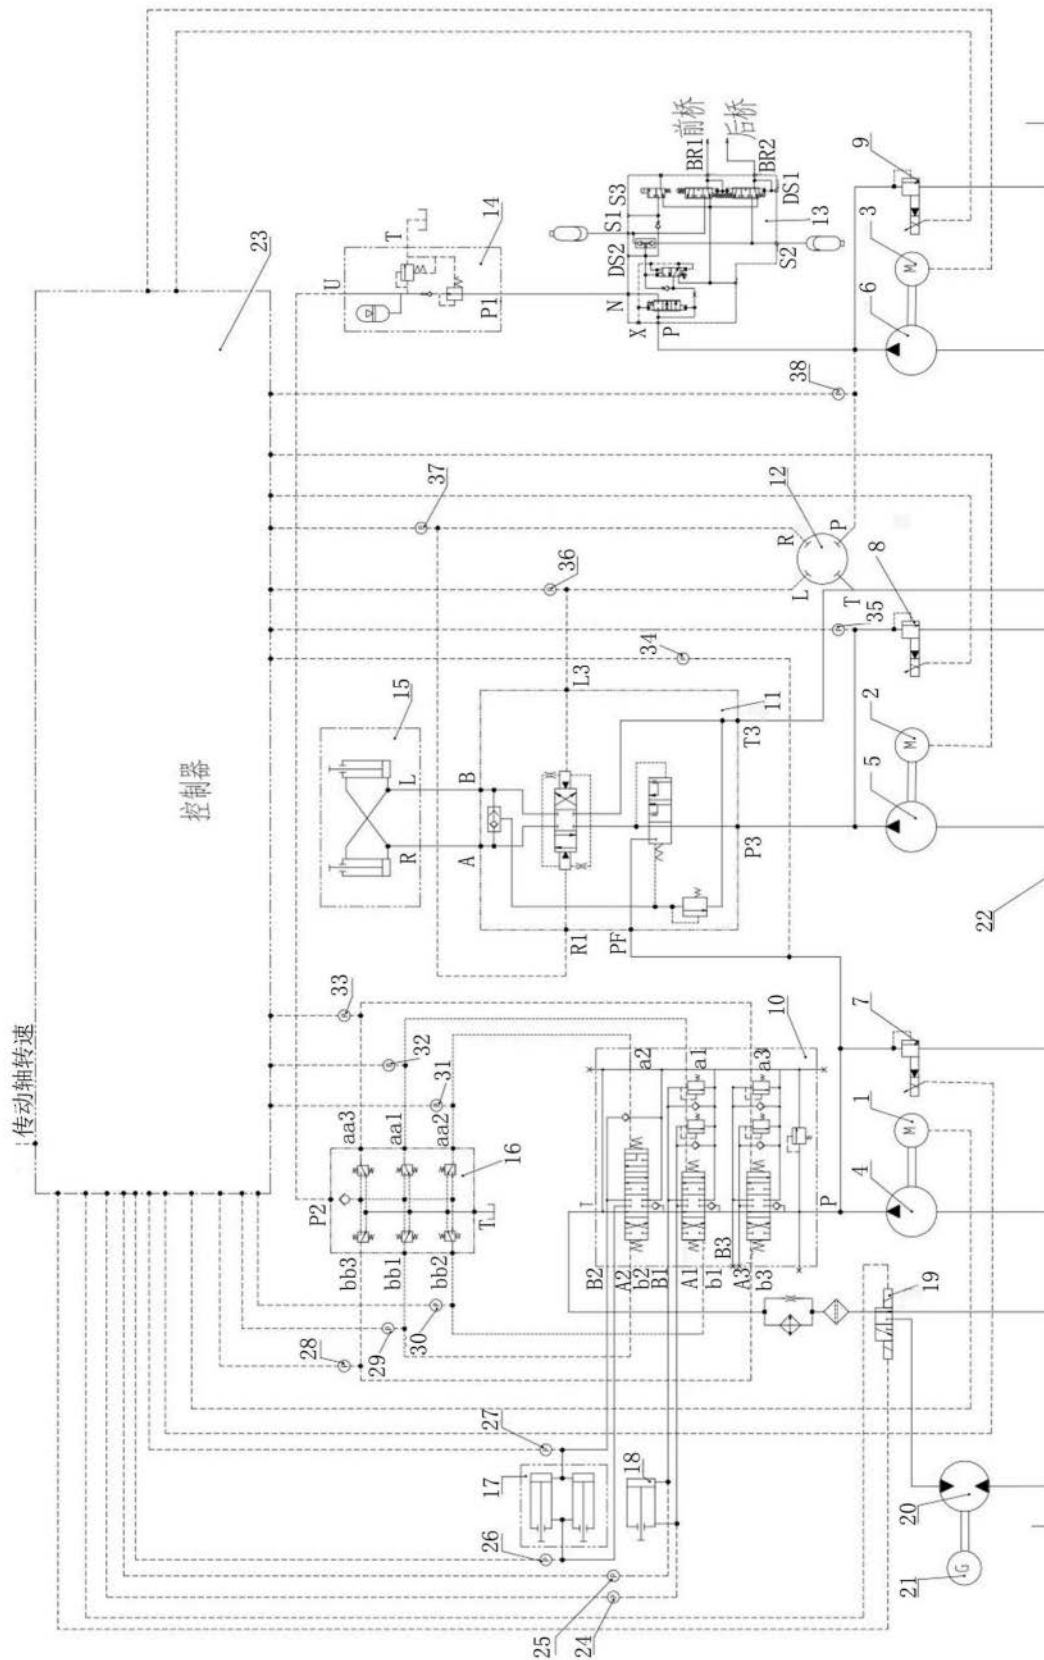 传动轴转速
控制器
23
33
32
31
aa3
aa1
aa2
16
P2
T
bb3
bb1
bb2
28
29
30
27
17
26
18
25
24
15
R
L
A
B
R1
PF
L3
11
T3
P3
34
36
37
35
38
U
T
14
P1
N
X
P
DS2
S1
S3
BR1
前桥
BR2
后桥
DS1
13
S2
9
3
M
6
12
R
P
L
T
8
2
M
5
22
10
a2
a1
a3
T
B2
A2
b2
B1
A1
b1
B3
A3
b3
P
7
1
M
4
19
20
21
G